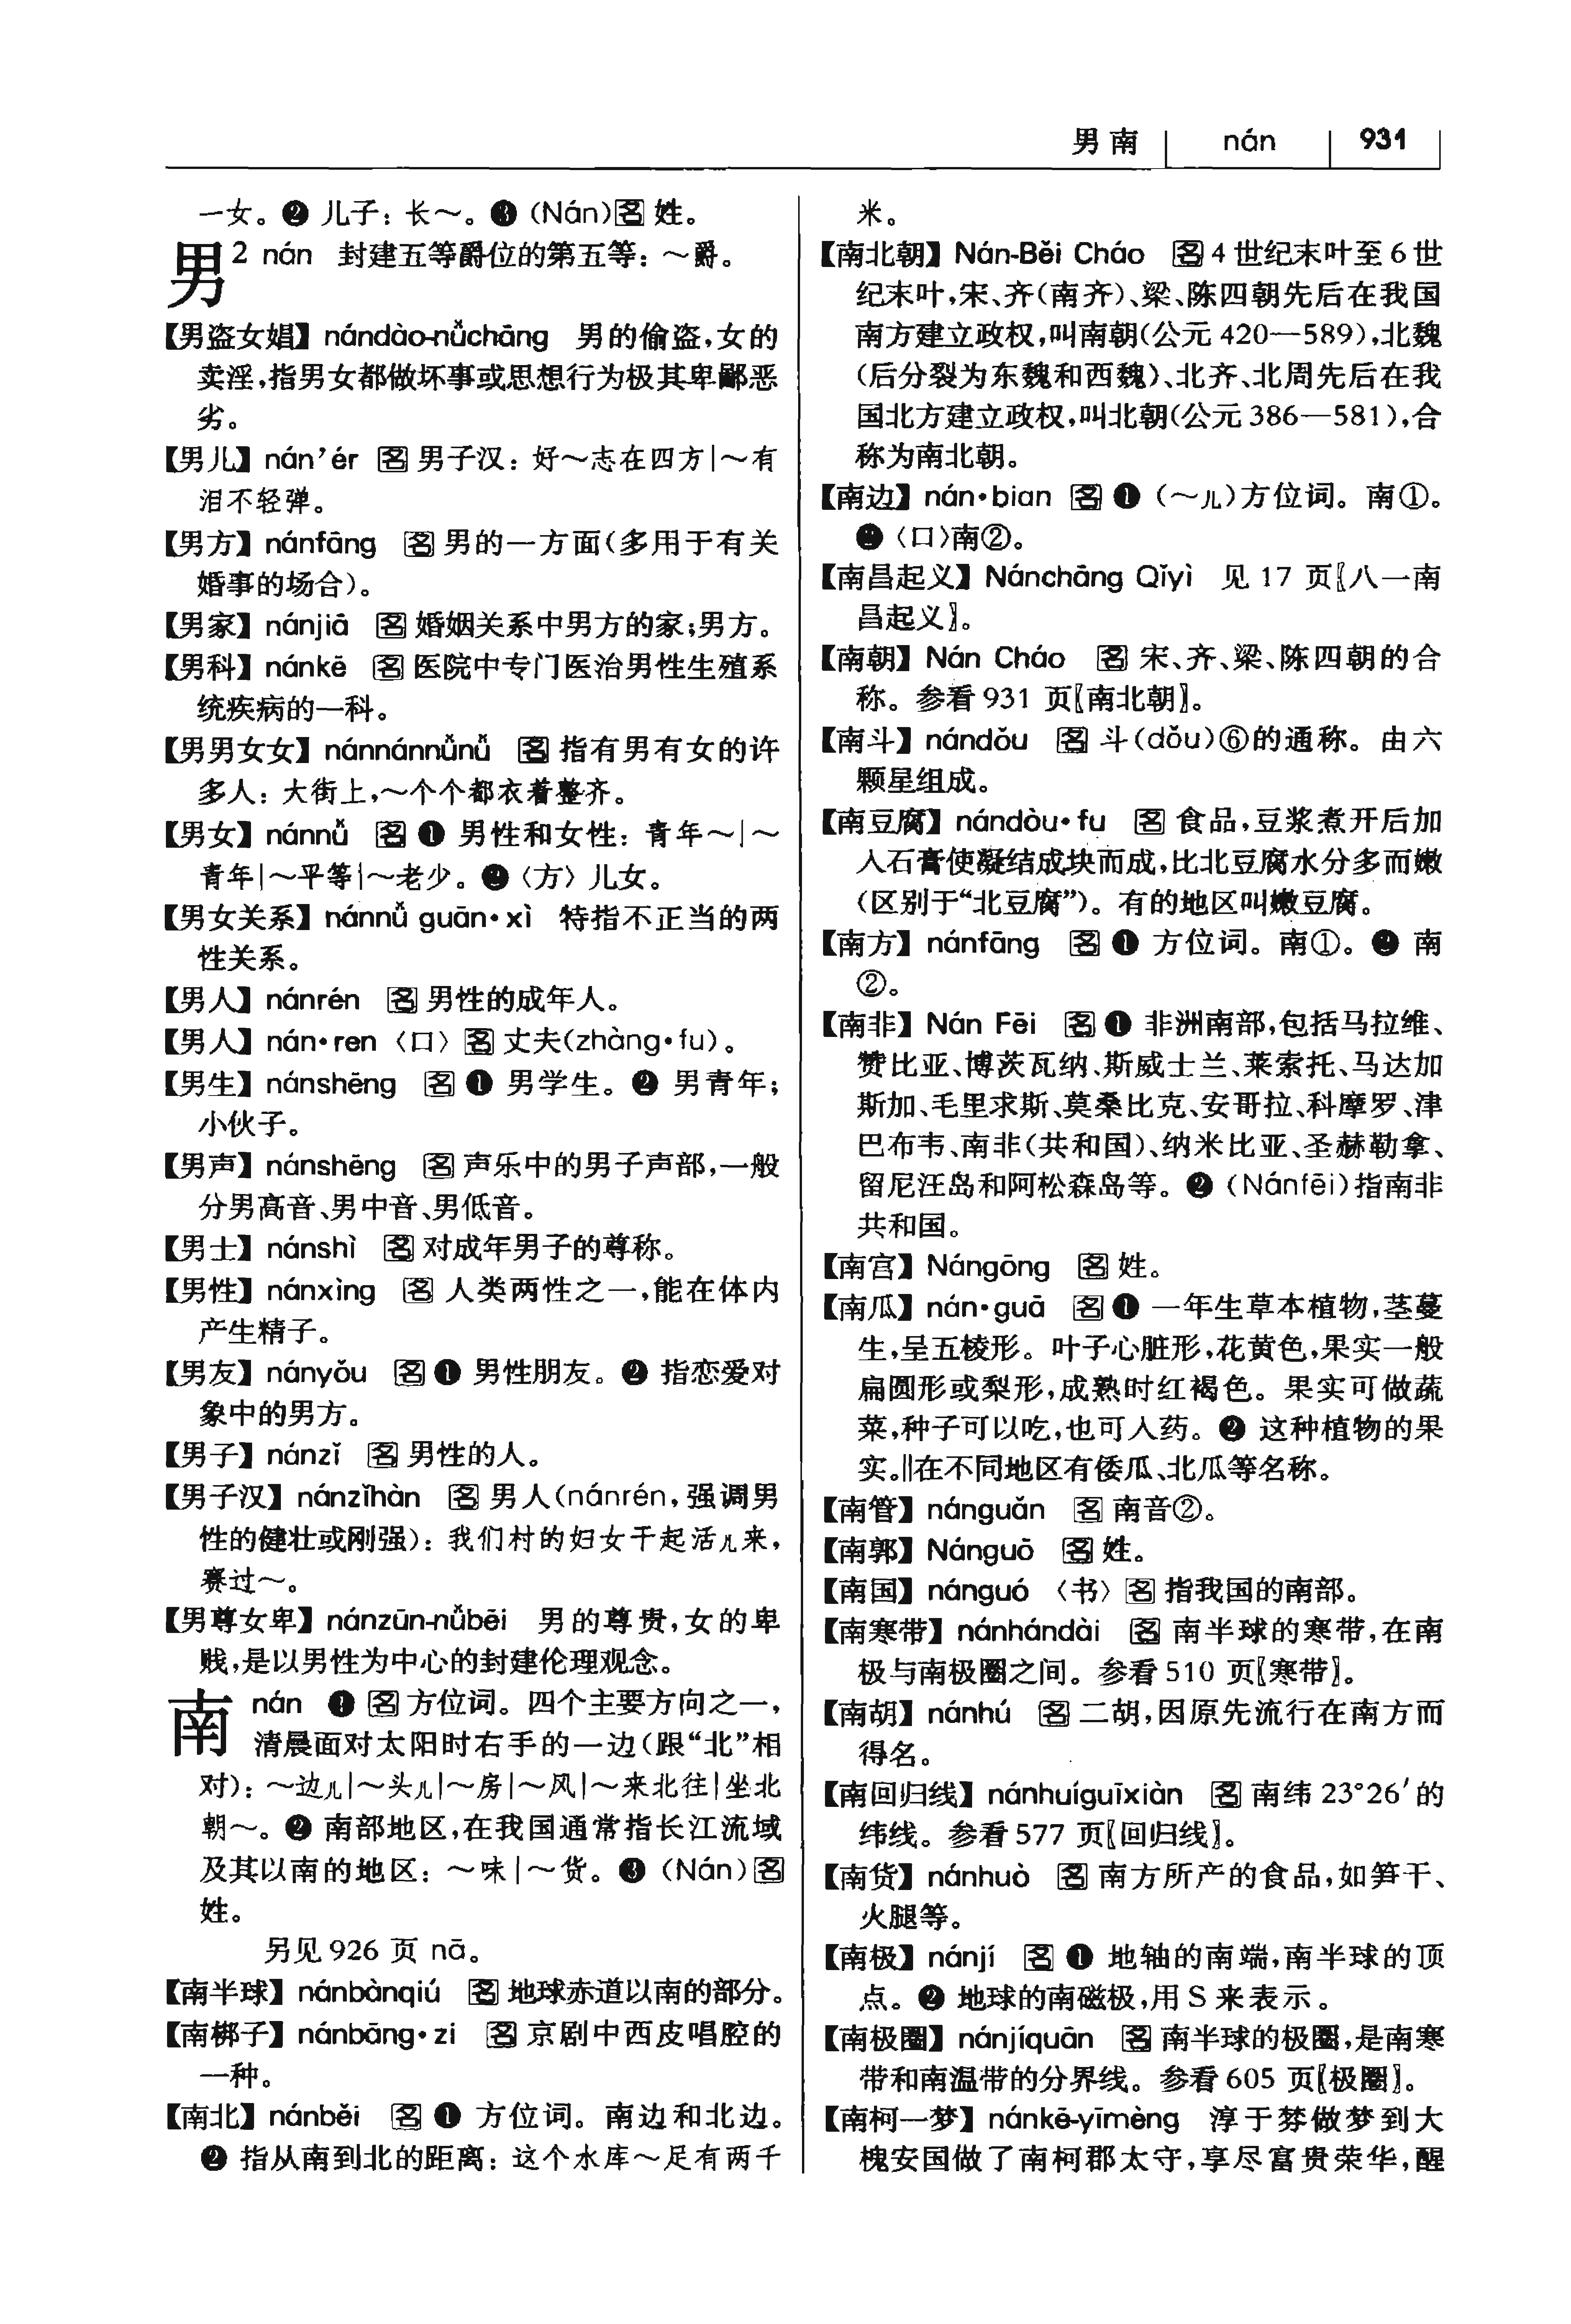 男南 nán 931
一女。❷ 儿子：长～。❸（Nán）名 姓。
男2 nán 封建五等爵位的第五等：～爵。
【男盗女娼】nándào-nǚchāng 男的偷盗，女的
卖淫，指男女都做坏事或思想行为极其卑鄙恶
劣。
【男儿】nán’ér 名 男子汉：好～志在四方|～有
泪不轻弹。
【男方】nánfāng 名 男的一方面（多用于有关
婚事的场合）。
【男家】nánjiā 名 婚姻关系中男方的家；男方。
【男科】nánkē 名 医院中专门医治男性生殖系
统疾病的一科。
【男男女女】nánnánnǚnǚ 名 指有男有女的许
多人：大街上，～个个都衣着整齐。
【男女】nánnǚ 名 ❶ 男性和女性：青年～|～
青年|～平等|～老少。❷〈方〉儿女。
【男女关系】nánnǚ guān·xì 特指不正当的两
性关系。
【男人】nánrén 名 男性的成年人。
【男人】nán·ren〈口〉名 丈夫（zhàng·fu）。
【男生】nánshēng 名 ❶ 男学生。❷ 男青年；
小伙子。
【男声】nánshēng 名 声乐中的男子声部，一般
分男高音、男中音、男低音。
【男士】nánshì 名 对成年男子的尊称。
【男性】nánxìng 名 人类两性之一，能在体内
产生精子。
【男友】nányǒu 名 ❶ 男性朋友。❷ 指恋爱对
象中的男方。
【男子】nánzǐ 名 男性的人。
【男子汉】nánzǐhàn 名 男人（nánrén，强调男
性的健壮或刚强）：我们村的妇女干起活儿来，
赛过～。
【男尊女卑】nánzūn-nǚbēi 男的尊贵，女的卑
贱，是以男性为中心的封建伦理观念。
南 nán ❶ 名 方位词。四个主要方向之一，
清晨面对太阳时右手的一边（跟“北”相
对）：～边儿|～头儿|～房|～风|～来北往|坐北
朝～。❷ 南部地区，在我国通常指长江流域
及其以南的地区：～味|～货。❸（Nán）名
姓。
另见 926 页 nā。
【南半球】nánbànqiú 名 地球赤道以南的部分。
【南梆子】nánbāng·zi 名 京剧中西皮唱腔的
一种。
【南北】nánběi 名 ❶ 方位词。南边和北边。
❷ 指从南到北的距离：这个水库～足有两千
米。
【南北朝】Nán-Běi Cháo 名 4 世纪末叶至 6 世
纪末叶，宋、齐（南齐）、梁、陈四朝先后在我国
南方建立政权，叫南朝（公元 420—589），北魏
（后分裂为东魏和西魏）、北齐、北周先后在我
国北方建立政权，叫北朝（公元 386—581），合
称为南北朝。
【南边】nán·bian 名 ❶（～儿）方位词。南①。
❷〈口〉南②。
【南昌起义】Nánchāng Qǐyì 见 17 页〖八一南
昌起义〗。
【南朝】Nán Cháo 名 宋、齐、梁、陈四朝的合
称。参看 931 页〖南北朝〗。
【南斗】nándǒu 名 斗（dǒu）⑥的通称。由六
颗星组成。
【南豆腐】nándòu·fu 名 食品，豆浆煮开后加
入石膏使凝结成块而成，比北豆腐水分多而嫩
（区别于“北豆腐”）。有的地区叫嫩豆腐。
【南方】nánfāng 名 ❶ 方位词。南①。❷ 南
②。
【南非】Nán Fēi 名 ❶ 非洲南部，包括马拉维、
赞比亚、博茨瓦纳、斯威士兰、莱索托、马达加
斯加、毛里求斯、莫桑比克、安哥拉、科摩罗、津
巴布韦、南非（共和国）、纳米比亚、圣赫勒拿、
留尼汪岛和阿松森岛等。❷（Nánfēi）指南非
共和国。
【南宫】Nángōng 名 姓。
【南瓜】nán·guā 名 ❶ 一年生草本植物，茎蔓
生，呈五棱形。叶子心脏形，花黄色，果实一般
扁圆形或梨形，成熟时红褐色。果实可做蔬
菜，种子可以吃，也可入药。❷ 这种植物的果
实。‖在不同地区有倭瓜、北瓜等名称。
【南管】nánguǎn 名 南音②。
【南郭】Nánguō 名 姓。
【南国】nánguó〈书〉名 指我国的南部。
【南寒带】nánhándài 名 南半球的寒带，在南
极与南极圈之间。参看 510 页〖寒带〗。
【南胡】nánhú 名 二胡，因原先流行在南方而
得名。
【南回归线】nánhuíguīxiàn 名 南纬 23°26′的
纬线。参看 577 页〖回归线〗。
【南货】nánhuò 名 南方所产的食品，如笋干、
火腿等。
【南极】nánjí 名 ❶ 地轴的南端，南半球的顶
点。❷ 地球的南磁极，用 S 来表示。
【南极圈】nánjíquān 名 南半球的极圈，是南寒
带和南温带的分界线。参看 605 页〖极圈〗。
【南柯一梦】nánkē-yīmèng 淳于棼做梦到大
槐安国做了南柯郡太守，享尽富贵荣华，醒